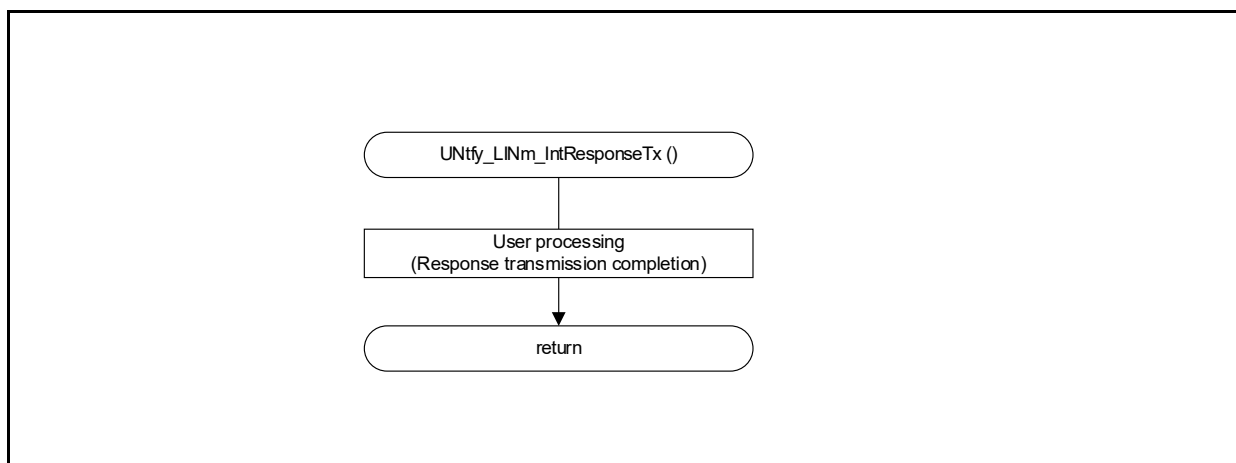 UNtfy_LINm_IntResponseTx ()
User processing
(Response transmission completion)
return